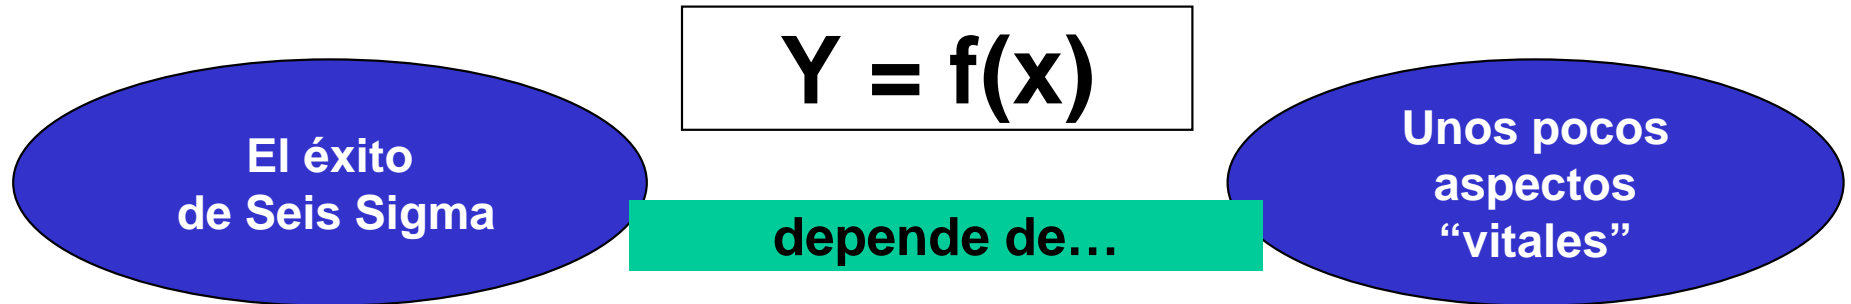 Y = f(x)
El éxito
de Seis Sigma
depende de…
Unos pocos
aspectos
“vitales”